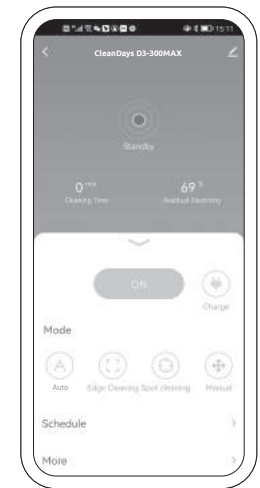 15:11
CleanDays D3-300MAX
Standby
0 min 69 %
Cleaning Time Residual Electricity
ON
Charge
Mode
Auto Edge Cleaning Spot cleaning Manual
Schedule
More